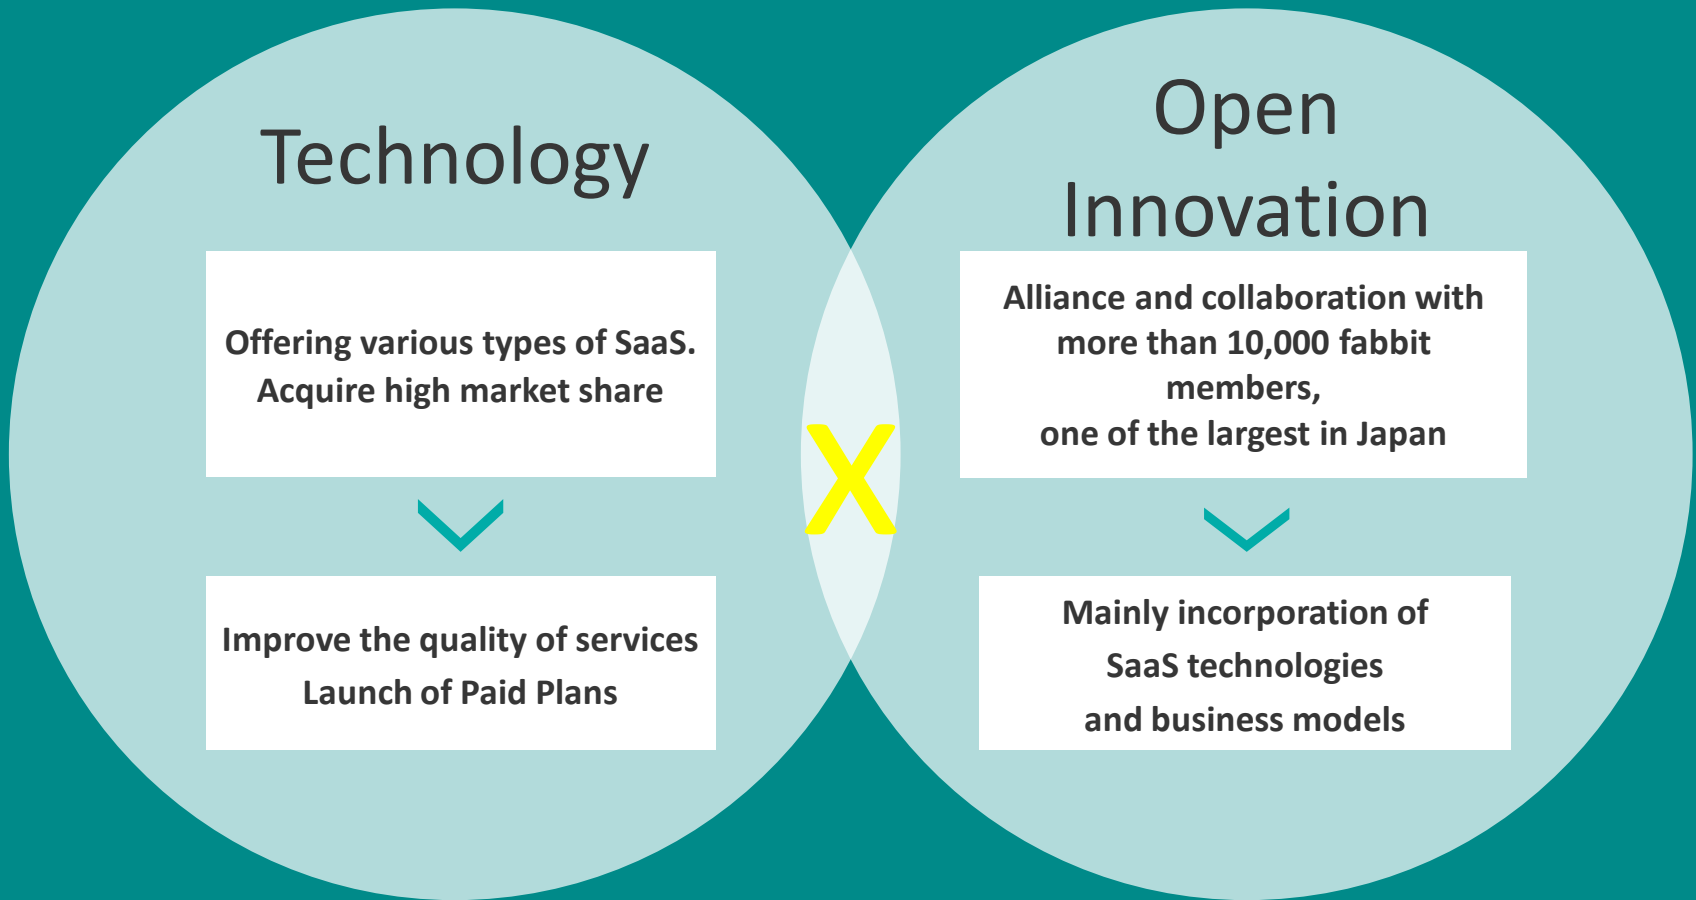 Technology
Offering various types of SaaS.
Acquire high market share
Improve the quality of services
Launch of Paid Plans
X
Open
Innovation
Alliance and collaboration with
more than 10,000 fabbit
members,
one of the largest in Japan
Mainly incorporation of
SaaS technologies
and business models